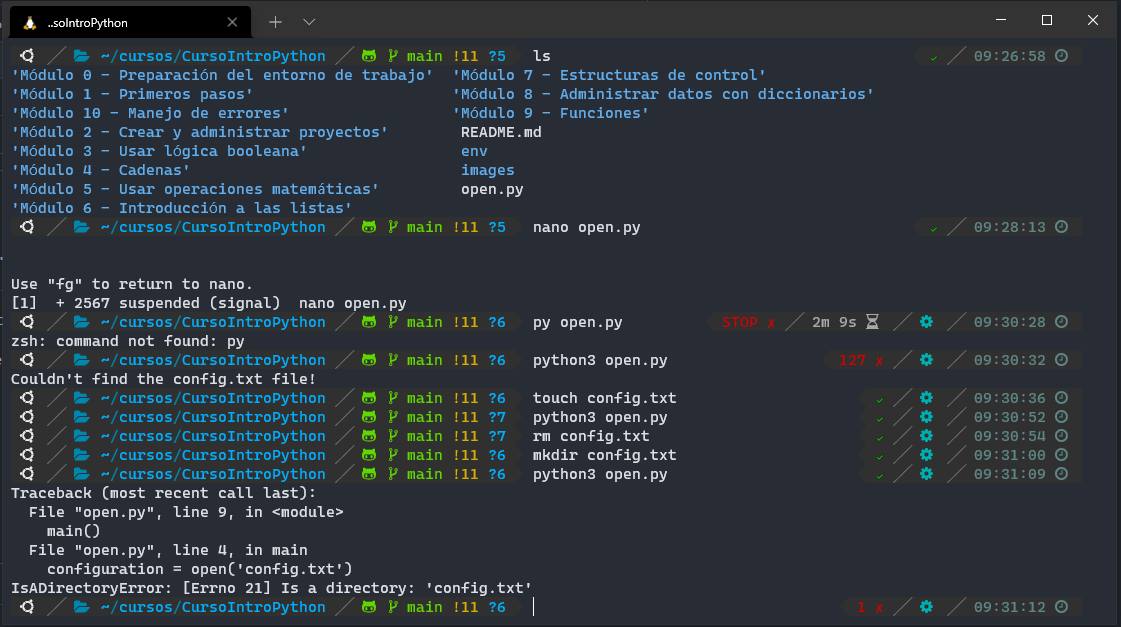 ..soIntroPython
~/cursos/CursoIntroPython main !11 ?5 ls 09:26:58
'Módulo 0 - Preparación del entorno de trabajo' 'Módulo 7 - Estructuras de control'
'Módulo 1 - Primeros pasos' 'Módulo 8 - Administrar datos con diccionarios'
'Módulo 10 - Manejo de errores' 'Módulo 9 - Funciones'
'Módulo 2 - Crear y administrar proyectos' README.md
'Módulo 3 - Usar lógica booleana' env
'Módulo 4 - Cadenas' images
'Módulo 5 - Usar operaciones matemáticas' open.py
'Módulo 6 - Introducción a las listas'
~/cursos/CursoIntroPython main !11 ?5 nano open.py 09:28:13
Use "fg" to return to nano.
[1] + 2567 suspended (signal) nano open.py
~/cursos/CursoIntroPython main !11 ?6 py open.py STOP x 2m 9s 09:30:28
zsh: command not found: py
~/cursos/CursoIntroPython main !11 ?6 python3 open.py 127 x 09:30:32
Couldn't find the config.txt file!
~/cursos/CursoIntroPython main !11 ?6 touch config.txt 09:30:36
~/cursos/CursoIntroPython main !11 ?7 python3 open.py 09:30:52
~/cursos/CursoIntroPython main !11 ?7 rm config.txt 09:30:54
~/cursos/CursoIntroPython main !11 ?6 mkdir config.txt 09:31:00
~/cursos/CursoIntroPython main !11 ?6 python3 open.py 09:31:09
Traceback (most recent call last):
File "open.py", line 9, in <module>
main()
File "open.py", line 4, in main
configuration = open('config.txt')
IsADirectoryError: [Errno 21] Is a directory: 'config.txt'
~/cursos/CursoIntroPython main !11 ?6 1 x 09:31:12